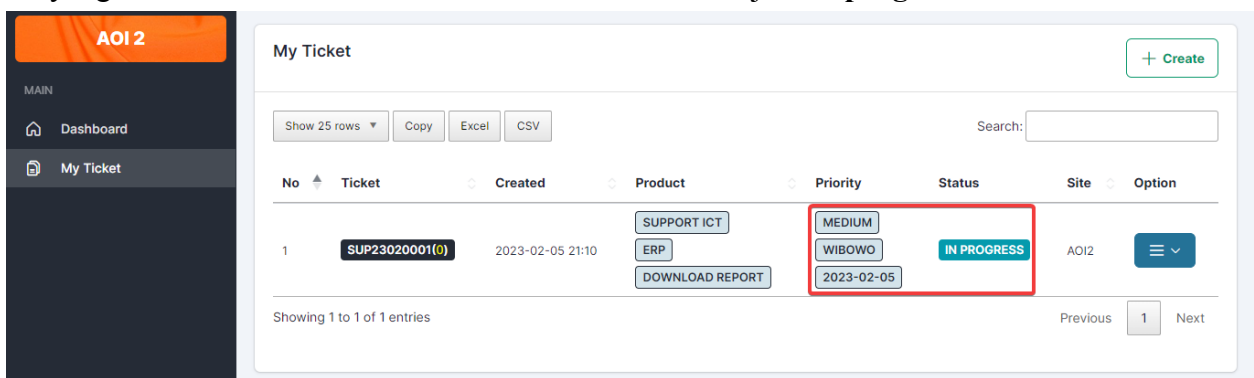 AOI 2
My Ticket
+ Create
MAIN
Dashboard
My Ticket
Show 25 rows
Copy
Excel
CSV
Search:
No Ticket Created Product Priority Status Site Option
1 SUP23020001(0) 2023-02-05 21:10
SUPPORT ICT
ERP
DOWNLOAD REPORT
MEDIUM
WIBOWO
2023-02-05
IN PROGRESS
AOI2
Showing 1 to 1 of 1 entries
Previous 1 Next